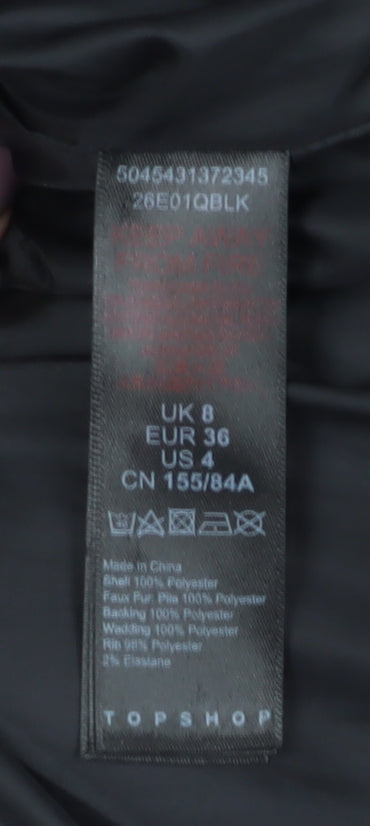 5045431372345
26E01QBLK
KEEP AWAY
FROM FIRE
UK 8
EUR 36
US 4
CN 155/84A
Made in China
Shell 100% Polyester
Faux Fur: Pile 100% Polyester
Backing 100% Polyester
Wadding 100% Polyester
Rib 98% Polyester
2% Elastane
TOPSHOP